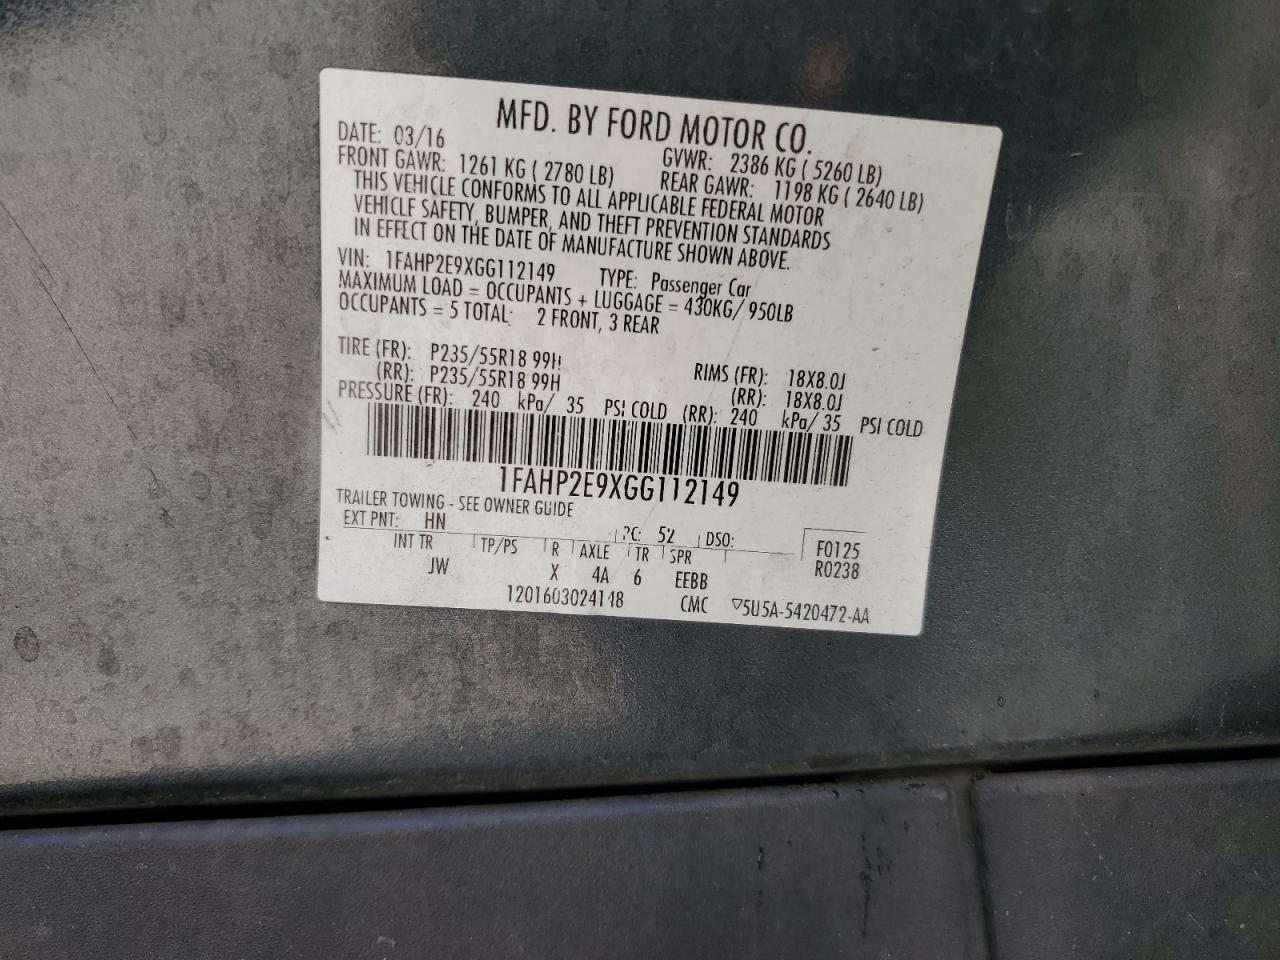 MFD. BY FORD MOTOR CO.
DATE: 03/16 GVWR: 2386 KG ( 5260 LB)
FRONT GAWR: 1261 KG ( 2780 LB) REAR GAWR: 1198 KG ( 2640 LB)
THIS VEHICLE CONFORMS TO ALL APPLICABLE FEDERAL MOTOR
VEHICLE SAFETY, BUMPER, AND THEFT PREVENTION STANDARDS
IN EFFECT ON THE DATE OF MANUFACTURE SHOWN ABOVE.
VIN: 1FAHP2E9XGG112149 TYPE: Passenger Car
MAXIMUM LOAD = OCCUPANTS + LUGGAGE = 430KG/ 950LB
OCCUPANTS = 5 TOTAL: 2 FRONT, 3 REAR
TIRE (FR): P235/55R18 99H RIMS (FR): 18X8.0J
(RR): P235/55R18 99H (RR): 18X8.0J
PRESSURE (FR): 240 kPa/ 35 PSI COLD (RR): 240 kPa/ 35 PSI COLD
1FAHP2E9XGG112149
TRAILER TOWING - SEE OWNER GUIDE
EXT PNT: HN RC: 52 DSO: F0125
INT TR TP/PS R AXLE TR SPR R0238
JW X 4A 6 EEBB
1201603024148 CMC ▽5U5A-5420472-AA